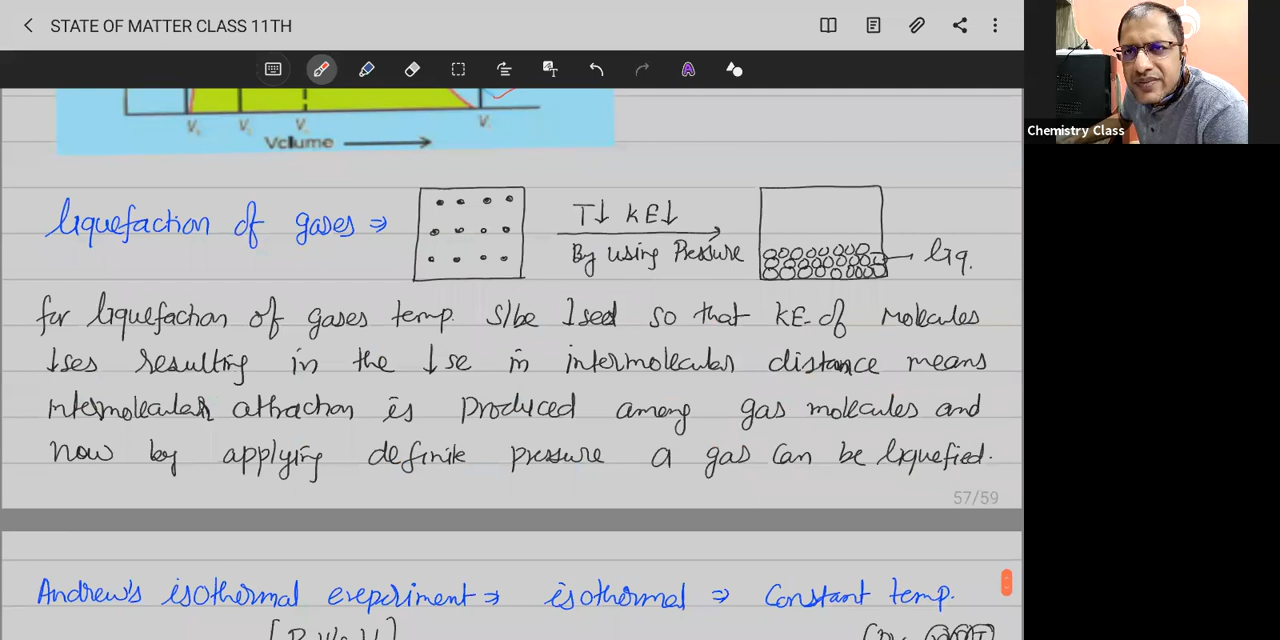 STATE OF MATTER CLASS 11TH
Chemistry Class
Volume
liquefaction of gases ⇒
T↓ KE↓
By using Pressure
liq.
for liquefaction of gases temp. s/be ↓sed so that KE. of Molecules
↓ses resulting in the ↓se in intermolecular distance means
intermolecular attraction is produced among gas molecules and
now by applying definite pressure a gas can be liquefied.
57/59
Andrew's isothermal experiment ⇒ isothermal ⇒ Constant temp.